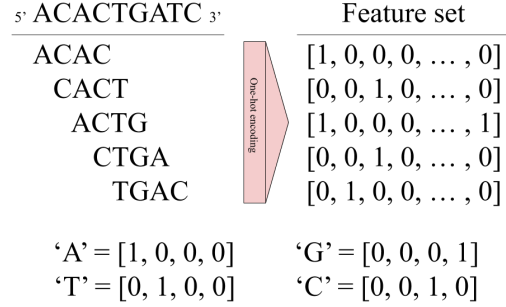 5' ACACTGATC 3' Feature set
ACAC [1, 0, 0, 0, … , 0]
CACT [0, 0, 1, 0, … , 0]
ACTG [1, 0, 0, 0, … , 1]
CTGA [0, 0, 1, 0, … , 0]
TGAC [0, 1, 0, 0, … , 0]
One-hot encoding
‘A’ = [1, 0, 0, 0] ‘G’ = [0, 0, 0, 1]
‘T’ = [0, 1, 0, 0] ‘C’ = [0, 0, 1, 0]